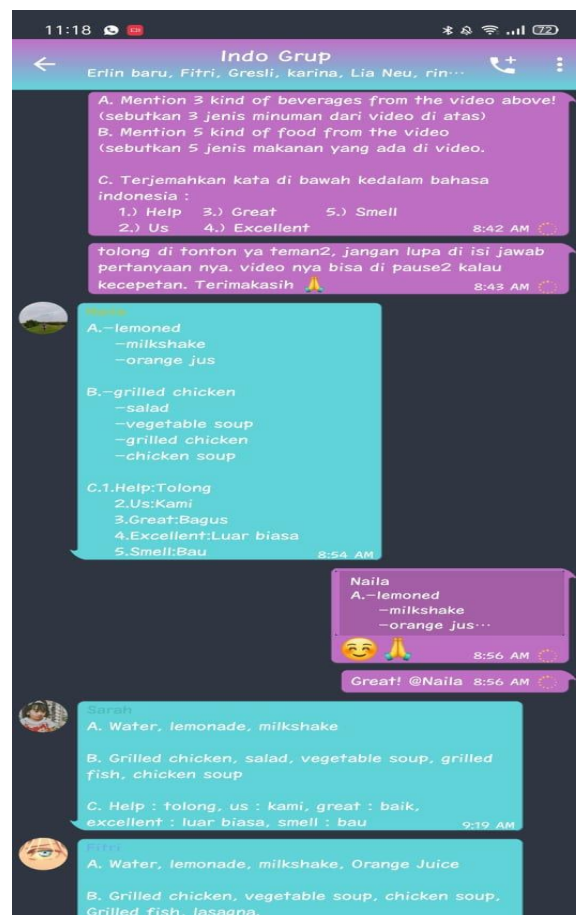 11:18
72
Indo Grup
Erlin baru, Fitri, Gresli, karina, Lia Neu, rin...
A. Mention 3 kind of beverages from the video above!
(sebutkan 3 jenis minuman dari video di atas)
B. Mention 5 kind of food from the video
(sebutkan 5 jenis makanan yang ada di video.
C. Terjemahkan kata di bawah kedalam bahasa
indonesia :
1.) Help 3.) Great 5.) Smell
2.) Us 4.) Excellent 8:42 AM
tolong di tonton ya teman2, jangan lupa di isi jawab
pertanyaan nya. video nya bisa di pause2 kalau
kecepetan. Terimakasih 🙏 8:43 AM
Naila
A.-lemoned
-milkshake
-orange jus
B.-grilled chicken
-salad
-vegetable soup
-grilled chicken
-chicken soup
C.1.Help:Tolong
2.Us:Kami
3.Great:Bagus
4.Excellent:Luar biasa
5.Smell:Bau 8:54 AM
Naila
A.-lemoned
-milkshake
-orange jus...
☺️🙏 8:56 AM
Great! @Naila 8:56 AM
Sarah
A. Water, lemonade, milkshake
B. Grilled chicken, salad, vegetable soup, grilled
fish, chicken soup
C. Help : tolong, us : kami, great : baik,
excellent : luar biasa, smell : bau 9:19 AM
Fitri
A. Water, lemonade, milkshake, Orange Juice
B. Grilled chicken, vegetable soup, chicken soup,
Grilled fish, lasagna.